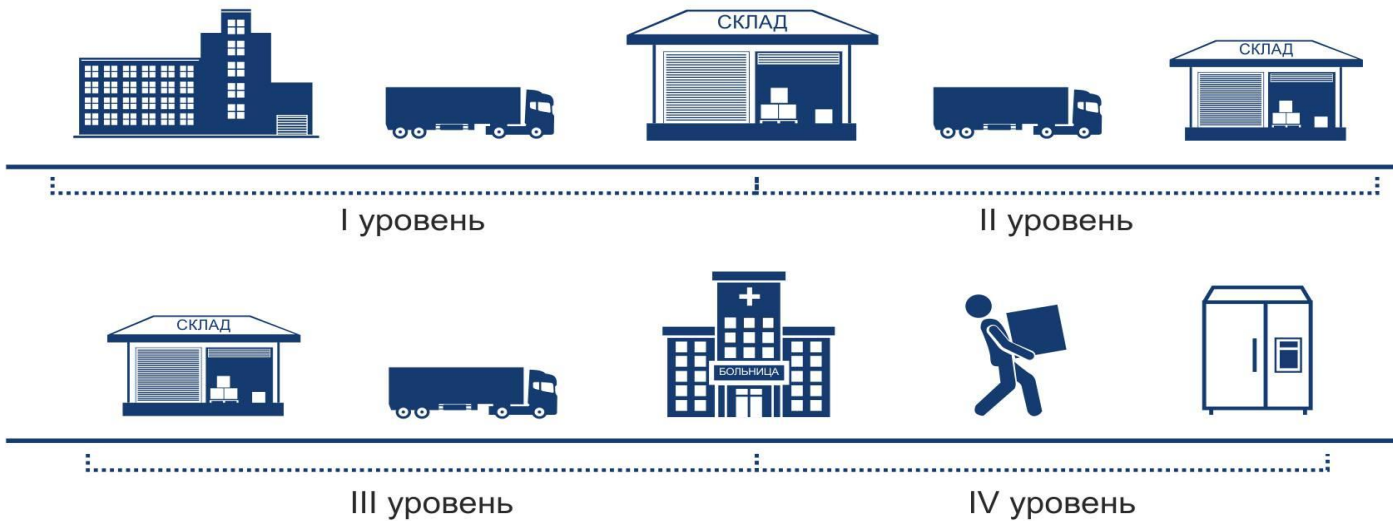 СКЛАД
СКЛАД
I уровень
II уровень
СКЛАД
БОЛЬНИЦА
III уровень
IV уровень